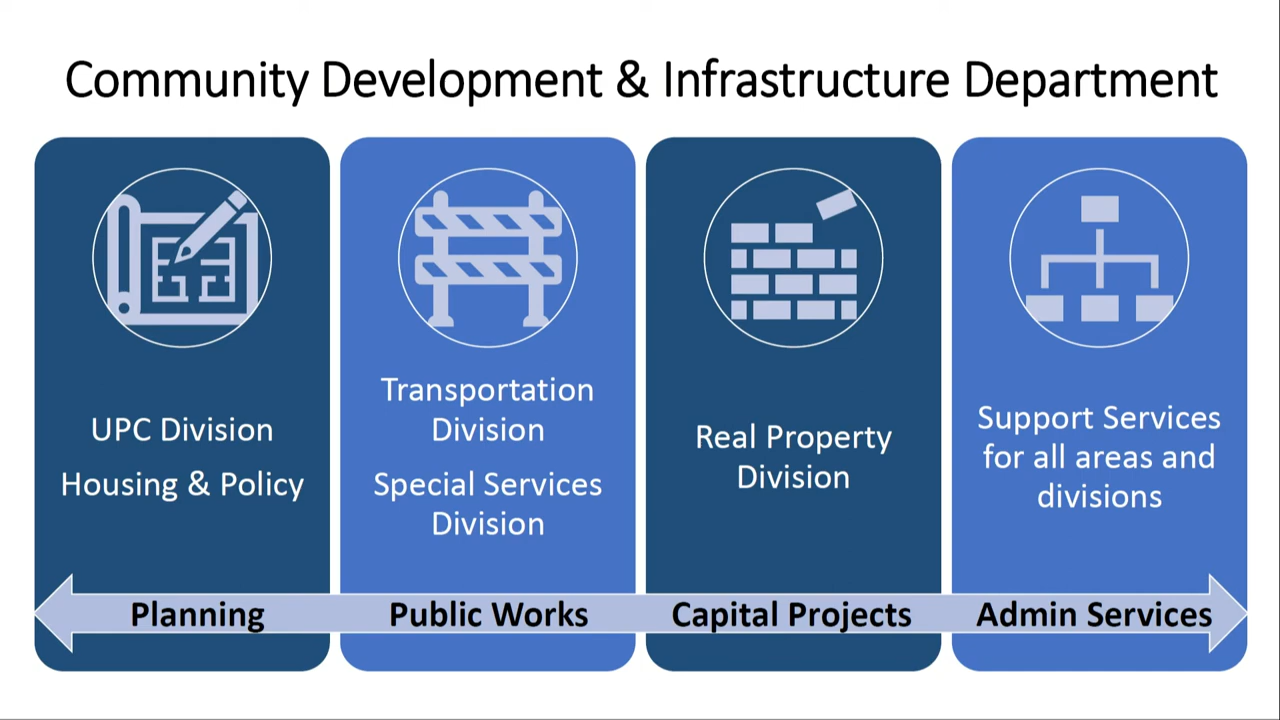 Community Development & Infrastructure Department
UPC Division
Housing & Policy
Transportation
Division
Special Services
Division
Real Property
Division
Support Services
for all areas and
divisions
Planning
Public Works
Capital Projects
Admin Services